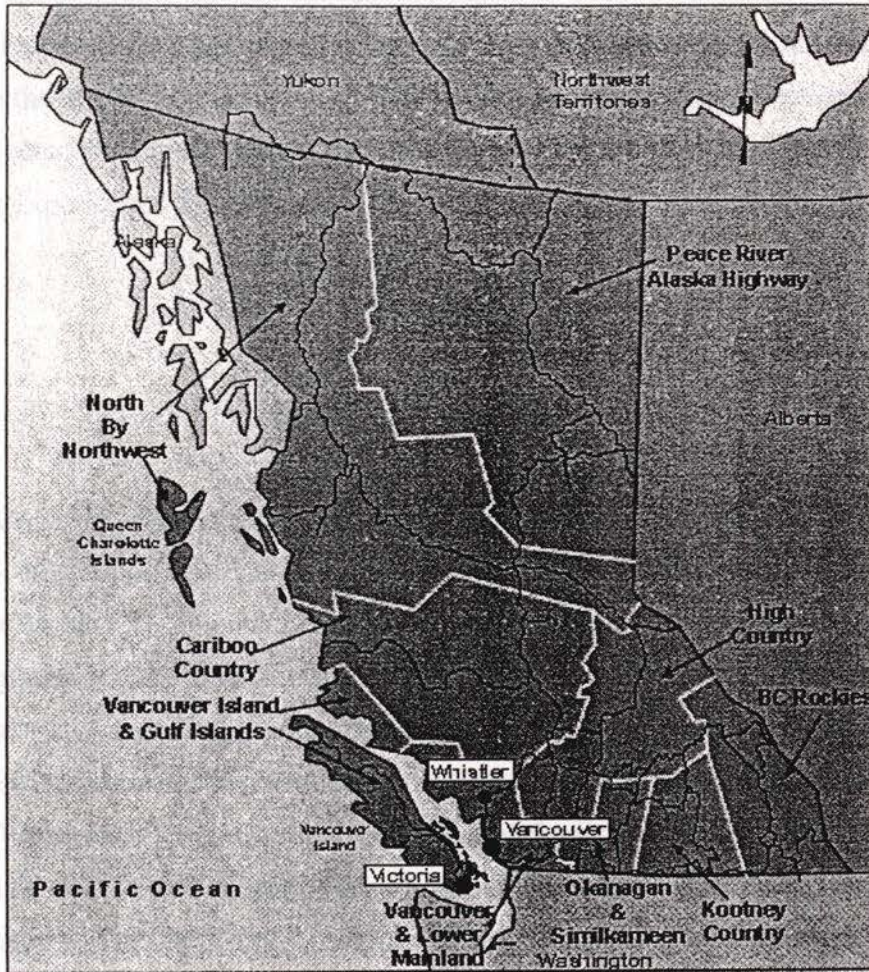 Yukon
Northwest
Territories
N
Alaska
Peace River
Alaska Highway
North
By
Northwest
Alberta
Queen
Charolotte
Islands
High
Country
Cariboo
Country
BC Rockies
Vancouver Island
& Gulf Islands
Whistler
Vancouver
Vancouver
Island
Victoria
Pacific Ocean
Vancouver
& Lower
Mainland
Okanagan
&
Similkameen
Kootney
Country
Washington